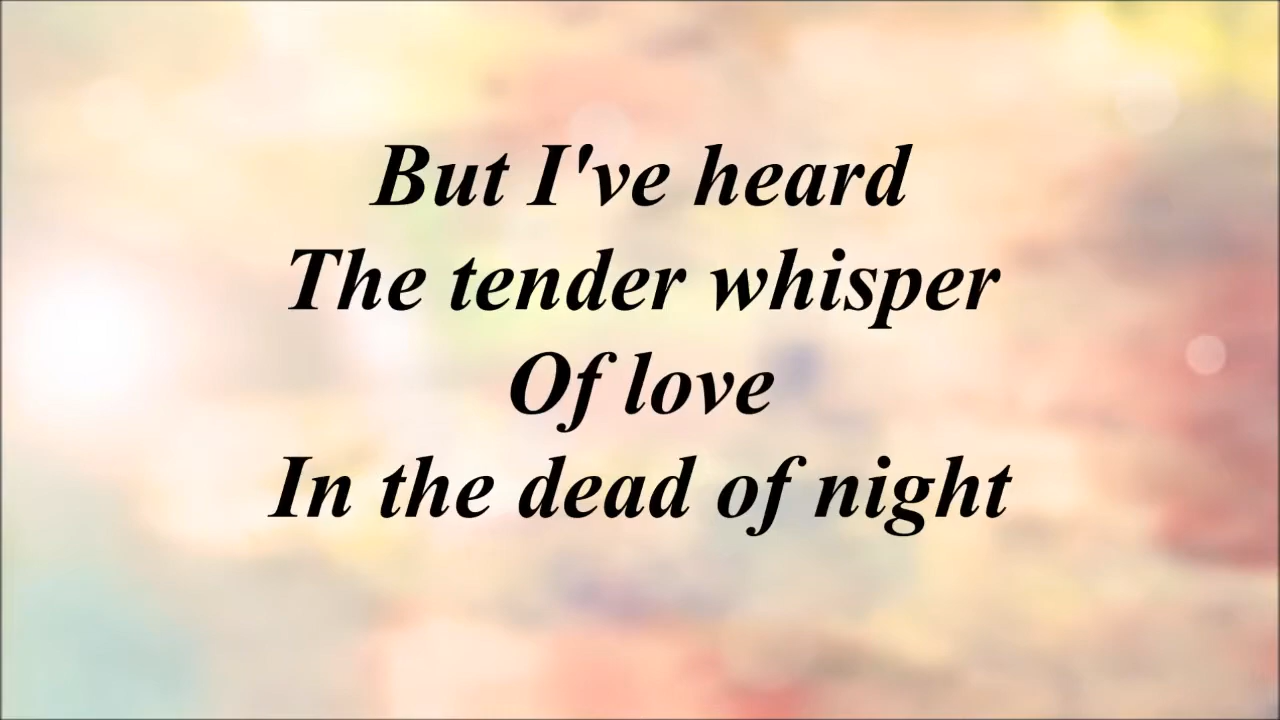 But I've heard
The tender whisper
Of love
In the dead of night